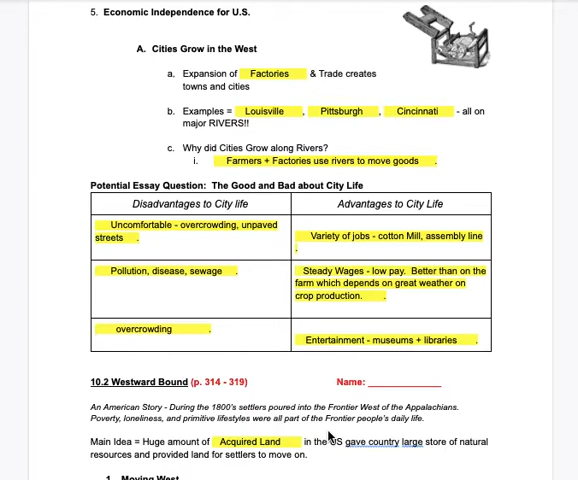 5. Economic Independence for U.S.
A. Cities Grow in the West
a. Expansion of Factories & Trade creates
towns and cities
b. Examples = Louisville , Pittsburgh , Cincinnati - all on
major RIVERS!!
c. Why did Cities Grow along Rivers?
i. Farmers + Factories use rivers to move goods .
Potential Essay Question: The Good and Bad about City Life
Disadvantages to City life
Advantages to City Life
Uncomfortable - overcrowding, unpaved
streets .
Variety of jobs - cotton Mill, assembly line
.
Pollution, disease, sewage .
Steady Wages - low pay. Better than on the
farm which depends on great weather on
crop production. .
overcrowding .
Entertainment - museums + libraries .
10.2 Westward Bound (p. 314 - 319) Name: ______________
An American Story - During the 1800's settlers poured into the Frontier West of the Appalachians.
Poverty, loneliness, and primitive lifestyles were all part of the Frontier people's daily life.
Main Idea = Huge amount of Acquired Land in the US gave country large store of natural
resources and provided land for settlers to move on.
1. Moving West